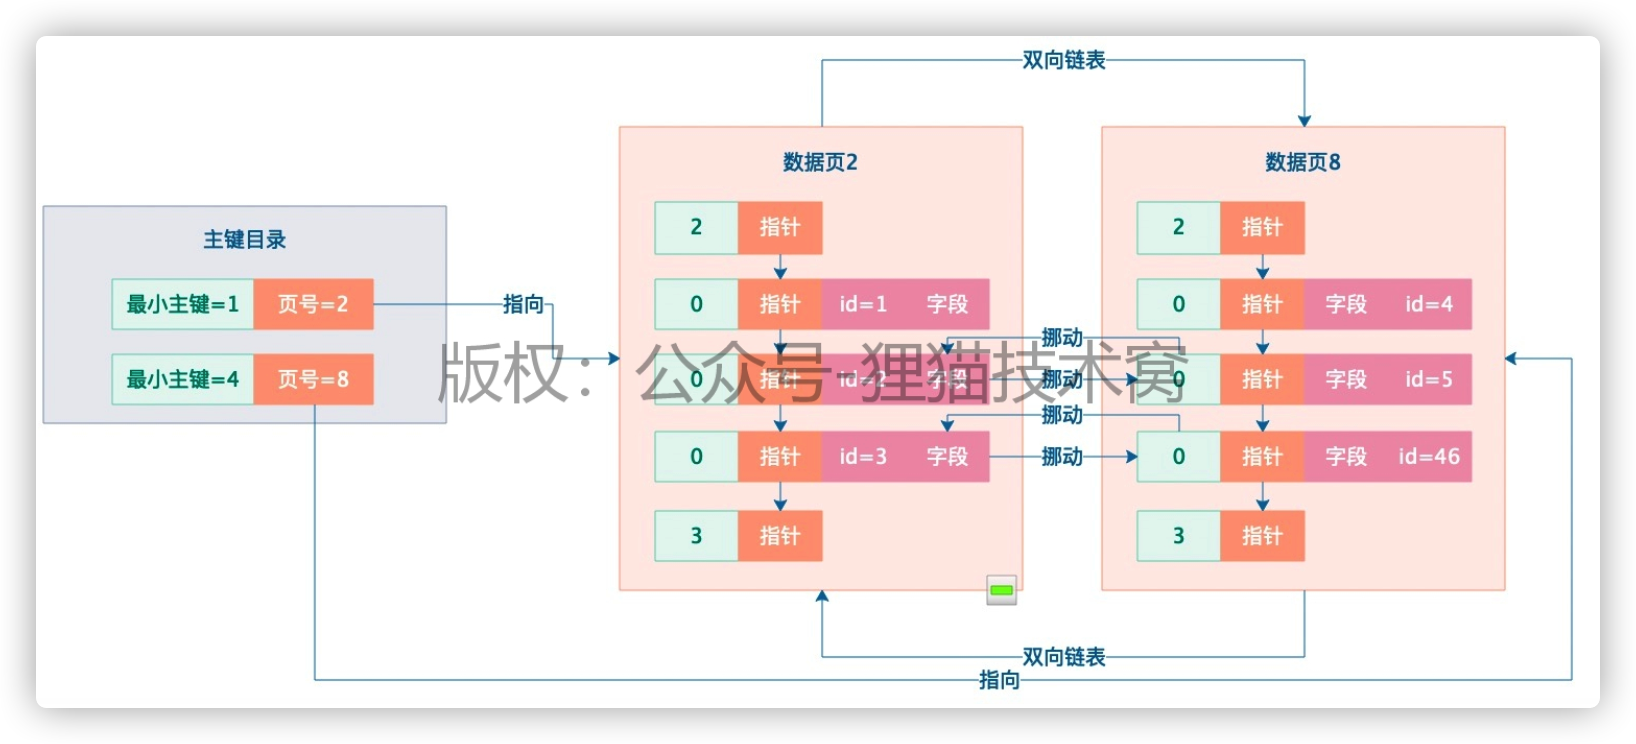 双向链表
数据页2
数据页8
主键目录
2 指针
2 指针
最小主键=1 页号=2
指向
0 指针 id=1 字段
0 指针 字段 id=4
挪动
最小主键=4 页号=8
0 指针 id=2 字段
挪动
0 指针 字段 id=5
版权：公众号-狸猫技术窝
挪动
0 指针 id=3 字段
挪动
0 指针 字段 id=46
3 指针
3 指针
双向链表
指向